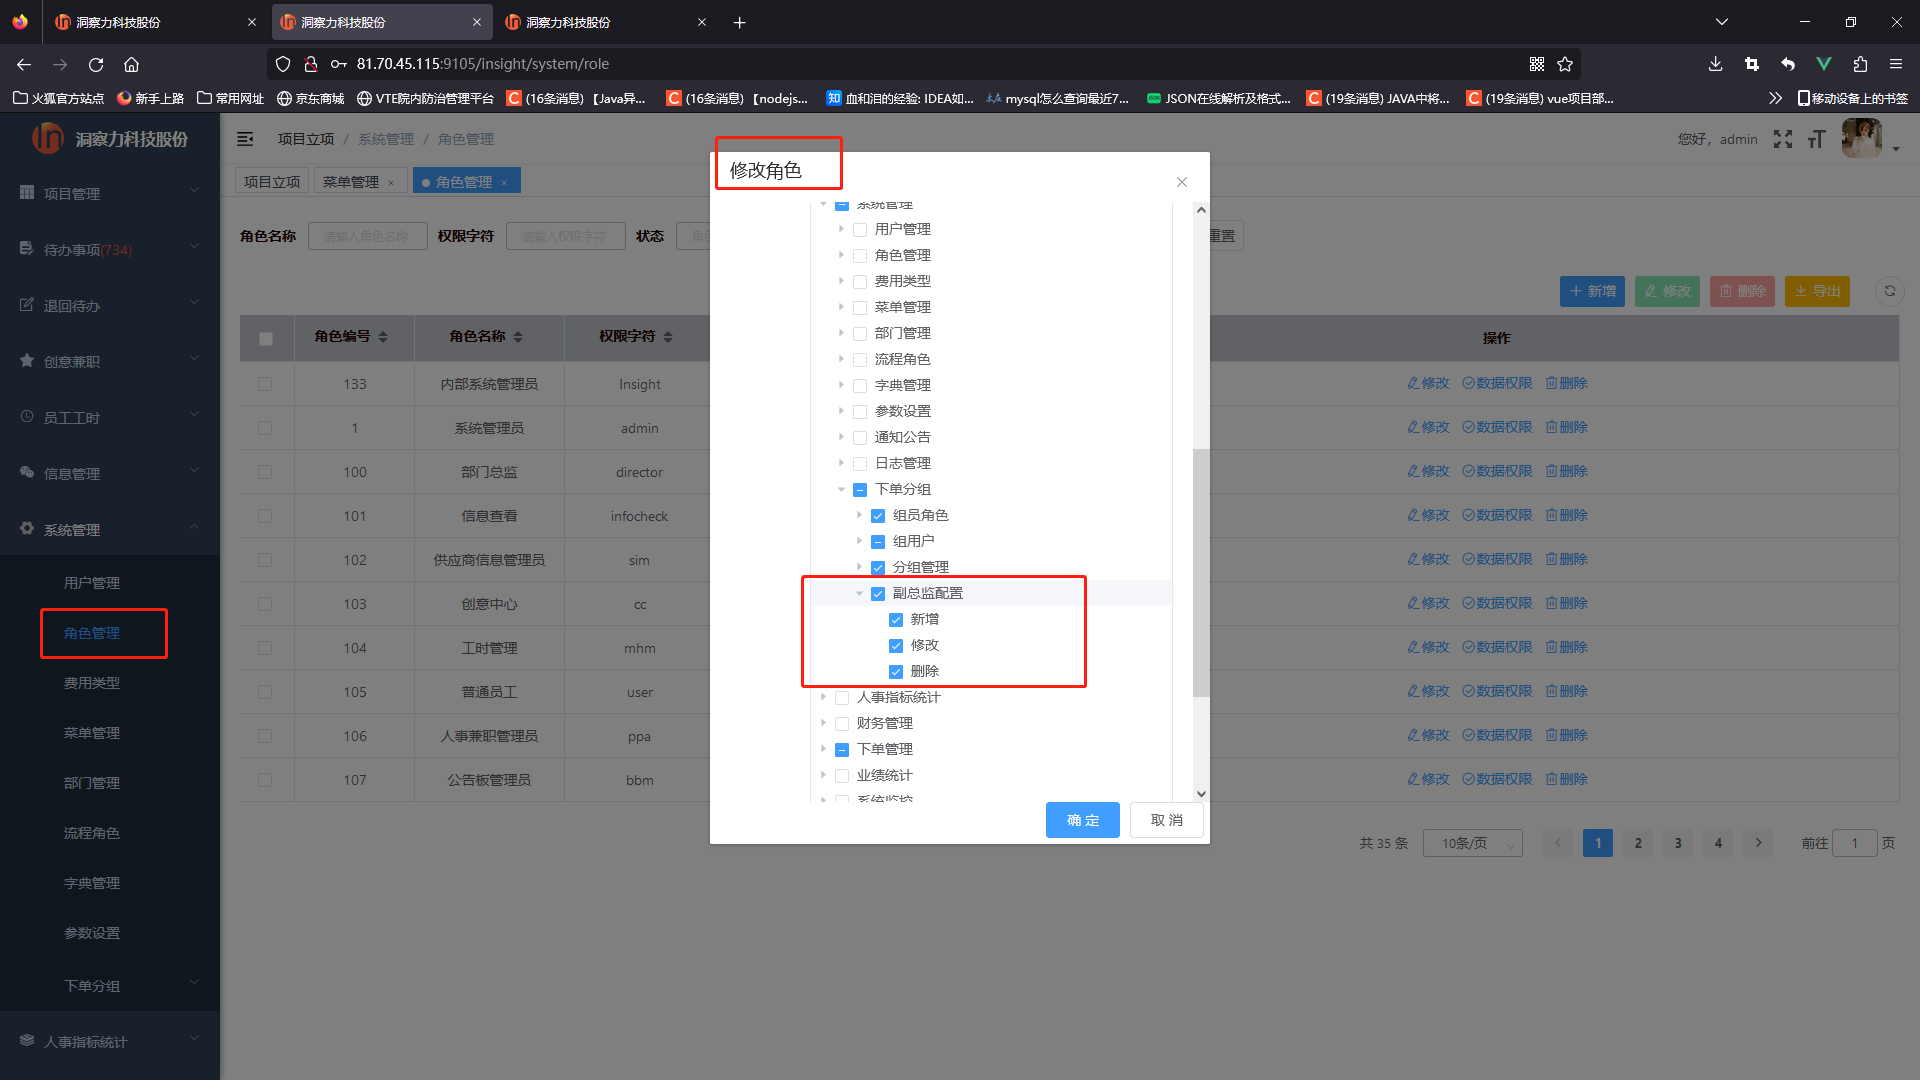 洞察力科技股份
洞察力科技股份
洞察力科技股份
81.70.45.115:9105/insight/system/role
火狐官方站点 新手上路 常用网址 京东商城 VTE院内防治管理平台 (16条消息) 【Java异... (16条消息) 【nodejs... 血和泪的经验: IDEA如... mysql怎么查询最近7... JSON在线解析及格式... (19条消息) JAVA中将... (19条消息) vue项目部... 移动设备上的书签
洞察力科技股份
项目管理
待办事项(734)
退回待办
创意兼职
员工工时
信息管理
系统管理
用户管理
角色管理
费用类型
菜单管理
部门管理
流程角色
字典管理
参数设置
下单分组
人事指标统计
项目立项 / 系统管理 / 角色管理
您好，admin
项目立项 菜单管理 × 角色管理 ×
角色名称 请输入角色名称 权限字符 请输入权限字符 状态 重置
+ 新增 修改 删除 导出
角色编号 角色名称 权限字符 操作
133 内部系统管理员 Insight 修改 数据权限 删除
1 系统管理员 admin 修改 数据权限 删除
100 部门总监 director 修改 数据权限 删除
101 信息查看 infocheck 修改 数据权限 删除
102 供应商信息管理员 sim 修改 数据权限 删除
103 创意中心 cc 修改 数据权限 删除
104 工时管理 mhm 修改 数据权限 删除
105 普通员工 user 修改 数据权限 删除
106 人事兼职管理员 ppa 修改 数据权限 删除
107 公告板管理员 bbm 修改 数据权限 删除
共 35 条 10条/页 1 2 3 4 前往 1 页
修改角色
系统管理
用户管理
角色管理
费用类型
菜单管理
部门管理
流程角色
字典管理
参数设置
通知公告
日志管理
下单分组
组员角色
组用户
分组管理
副总监配置
新增
修改
删除
人事指标统计
财务管理
下单管理
业绩统计
系统监控
确 定 取 消